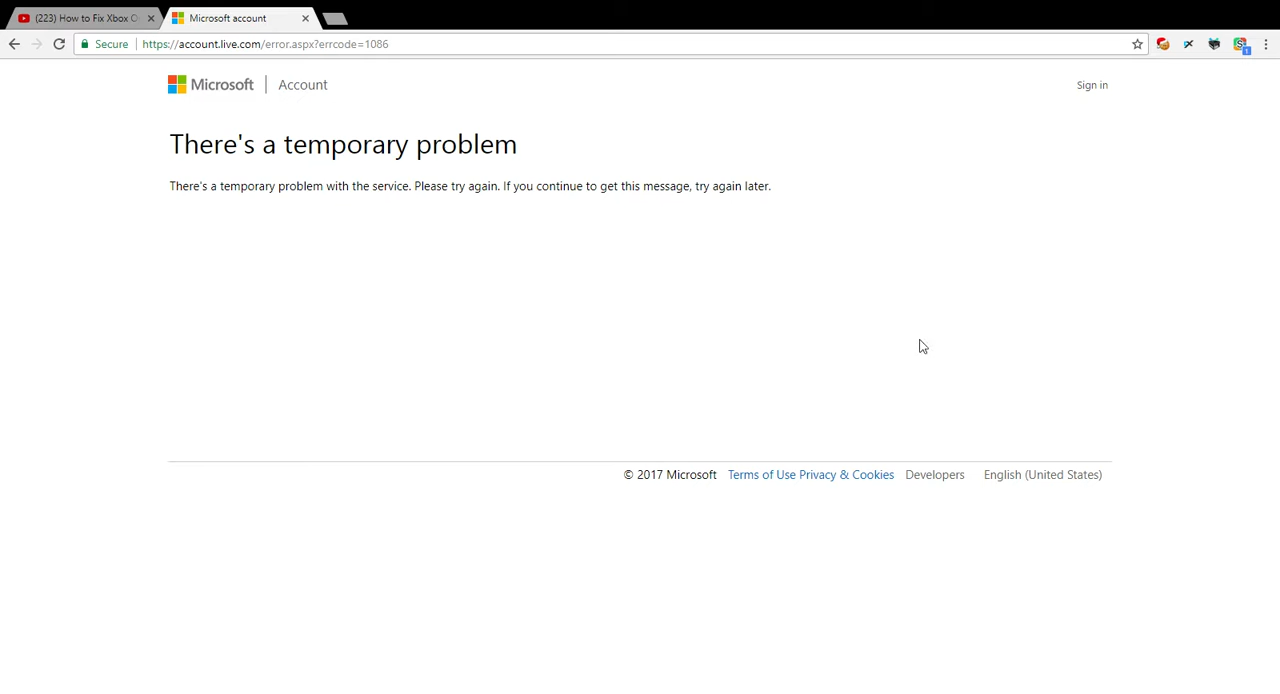 (223) How to Fix Xbox O
Microsoft account
Secure
https://account.live.com/error.aspx?errcode=1086
Microsoft
Account
Sign in
There's a temporary problem
There's a temporary problem with the service. Please try again. If you continue to get this message, try again later.
© 2017 Microsoft Terms of Use Privacy & Cookies Developers English (United States)